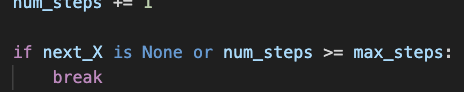 num_steps += 1
if next_X is None or num_steps >= max_steps:
break